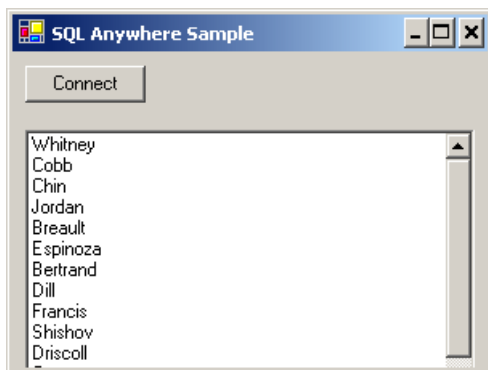 SQL Anywhere Sample
Connect
Whitney
Cobb
Chin
Jordan
Breault
Espinoza
Bertrand
Dill
Francis
Shishov
Driscoll